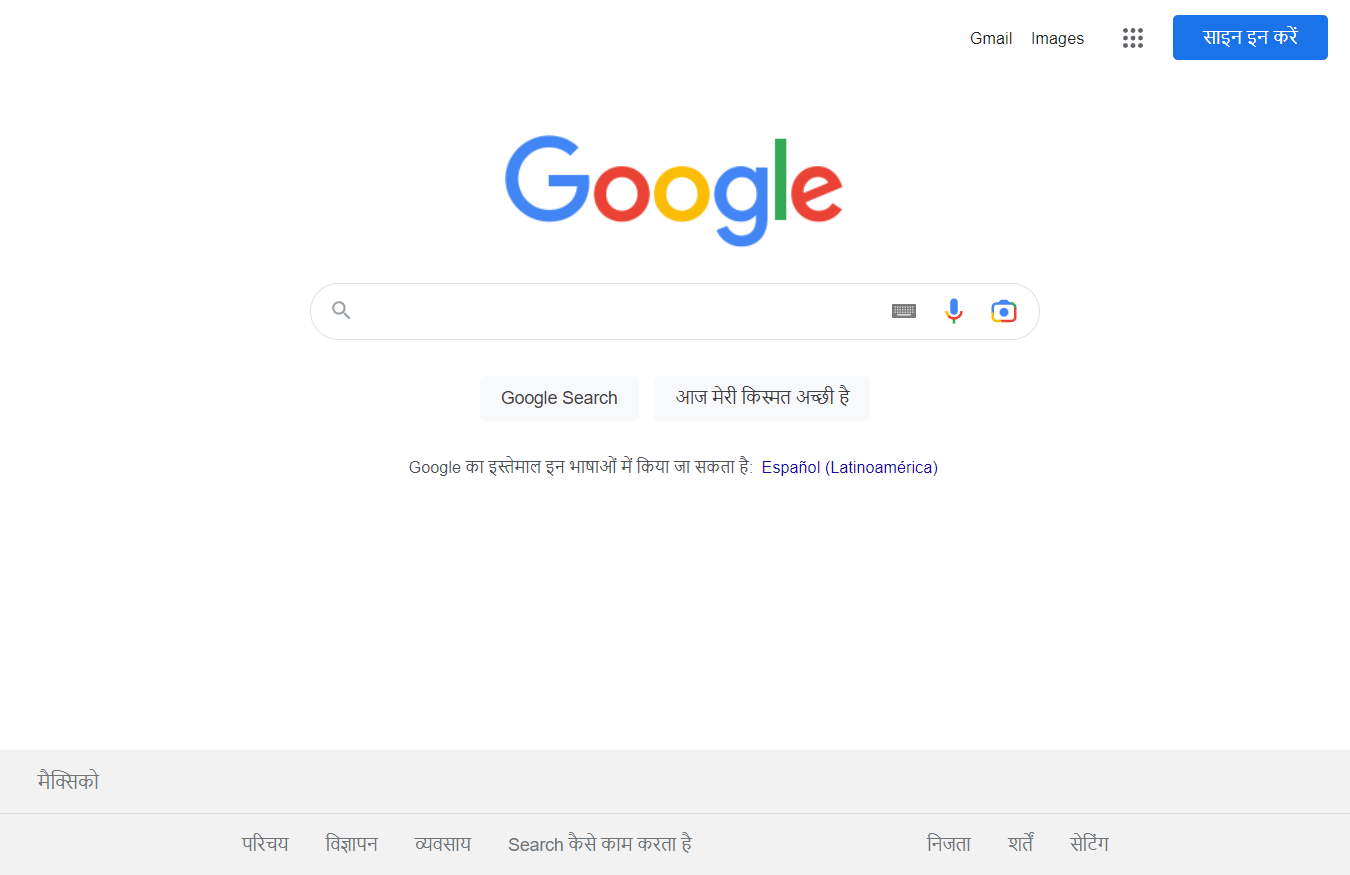 Gmail Images साइन इन करें
Google
Google Search आज मेरी किस्मत अच्छी है
Google का इस्तेमाल इन भाषाओं में किया जा सकता है: Español (Latinoamérica)
मैक्सिको
परिचय विज्ञापन व्यवसाय Search कैसे काम करता है निजता शर्तें सेटिंग